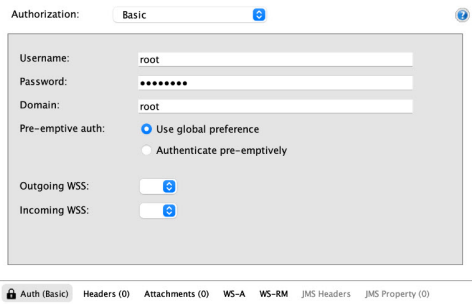 Authorization: Basic ?
Username: root
Password: ••••••••
Domain: root
Pre-emptive auth: Use global preference
Authenticate pre-emptively
Outgoing WSS:
Incoming WSS:
Auth (Basic) Headers (0) Attachments (0) WS-A WS-RM JMS Headers JMS Property (0)